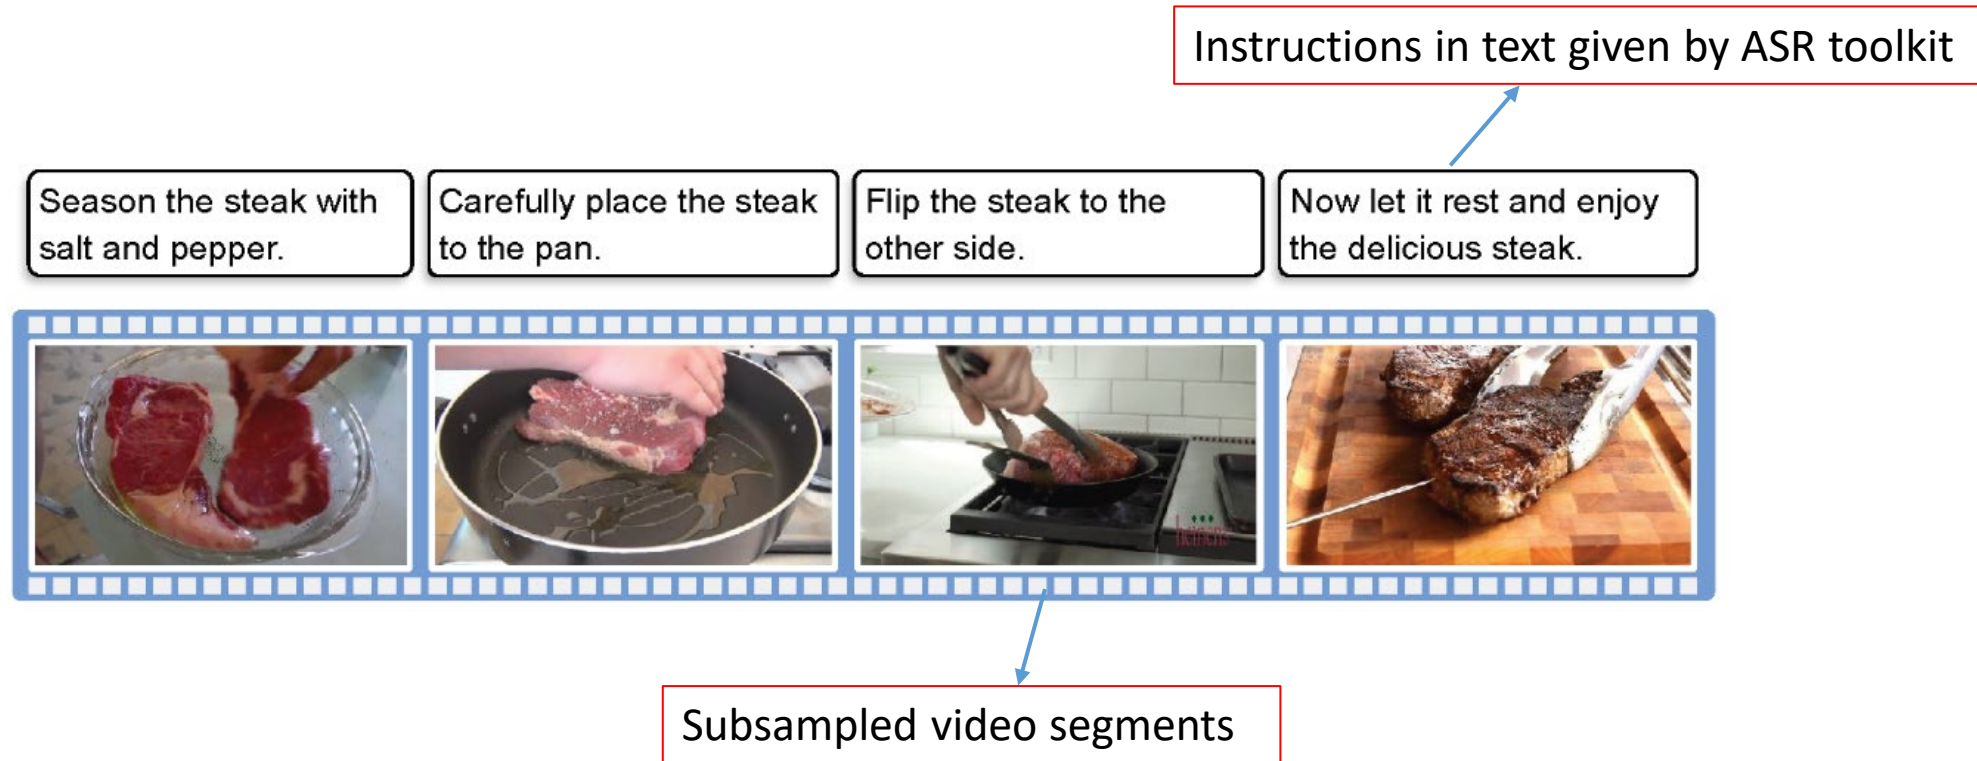 Instructions in text given by ASR toolkit
Season the steak with
salt and pepper.
Carefully place the steak
to the pan.
Flip the steak to the
other side.
Now let it rest and enjoy
the delicious steak.
heinen's
Subsampled video segments